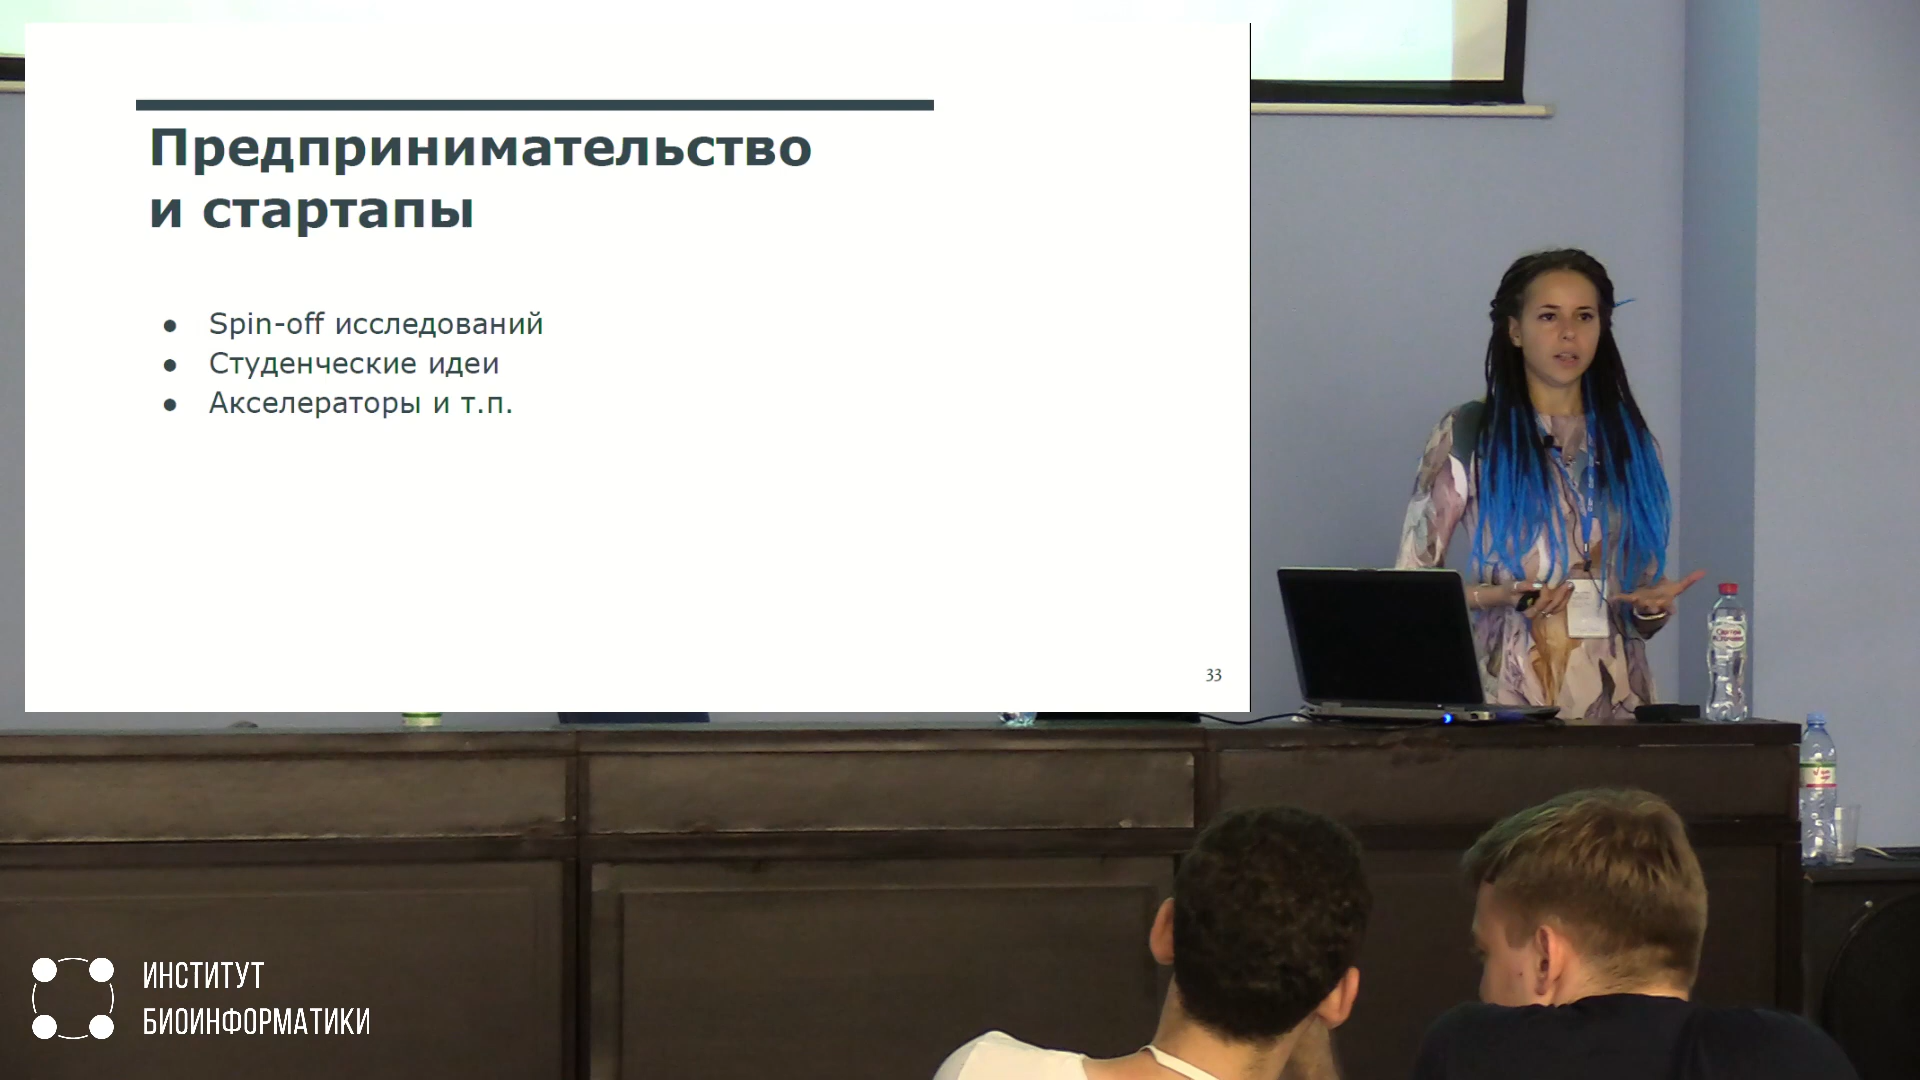 Предпринимательство
и стартапы
● Spin-off исследований
● Студенческие идеи
● Акселераторы и т.п.
33
ИНСТИТУТ
БИОИНФОРМАТИКИ